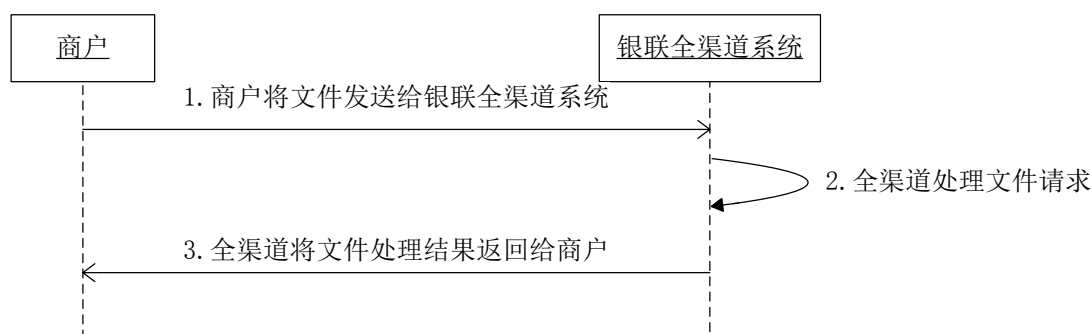 商户
银联全渠道系统
1.商户将文件发送给银联全渠道系统
2.全渠道处理文件请求
3.全渠道将文件处理结果返回给商户